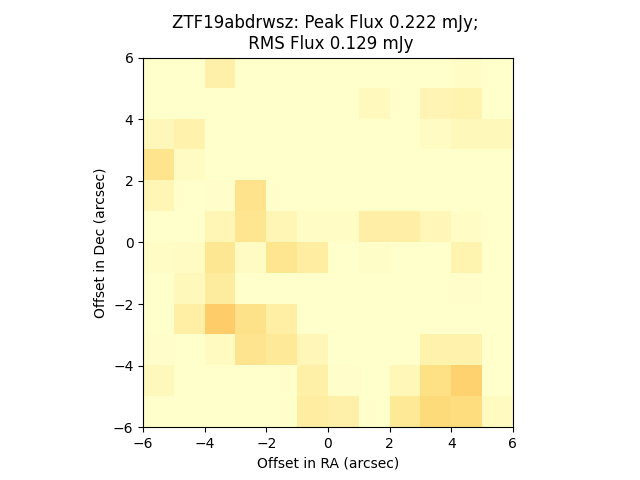 ZTF19abdrwsz: Peak Flux 0.222 mJy;
RMS Flux 0.129 mJy
6
4
2
0
−2
−4
−6
Offset in Dec (arcsec)
−6 −4 −2 0 2 4 6
Offset in RA (arcsec)